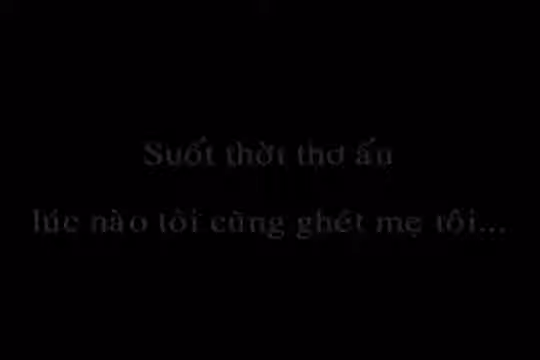 Suốt thời thơ ấu
lúc nào tôi cũng ghét mẹ tôi...